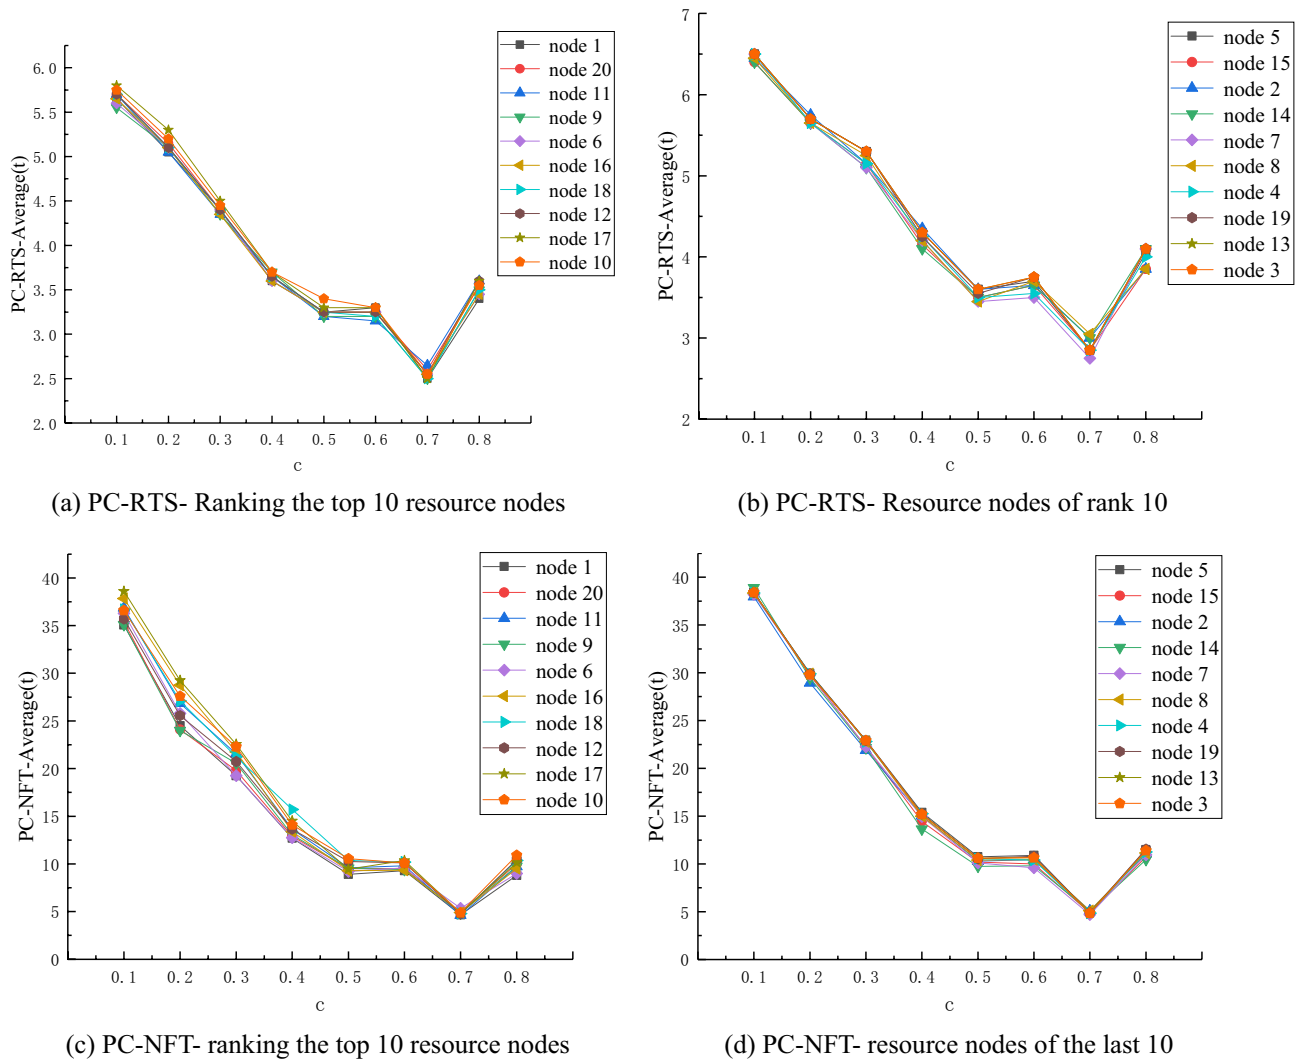 PC-RTS-Average(t)
6.0
5.5
5.0
4.5
4.0
3.5
3.0
2.5
2.0
0.1 0.2 0.3 0.4 0.5 0.6 0.7 0.8
c
node 1
node 20
node 11
node 9
node 6
node 16
node 18
node 12
node 17
node 10
(a) PC-RTS- Ranking the top 10 resource nodes
PC-RTS-Average(t)
7
6
5
4
3
2
0.1 0.2 0.3 0.4 0.5 0.6 0.7 0.8
c
node 5
node 15
node 2
node 14
node 7
node 8
node 4
node 19
node 13
node 3
(b) PC-RTS- Resource nodes of rank 10
PC-NFT-Average(t)
40
35
30
25
20
15
10
5
0
0.1 0.2 0.3 0.4 0.5 0.6 0.7 0.8
c
node 1
node 20
node 11
node 9
node 6
node 16
node 18
node 12
node 17
node 10
(c) PC-NFT- ranking the top 10 resource nodes
PC-NFT-Average(t)
40
35
30
25
20
15
10
5
0
0.1 0.2 0.3 0.4 0.5 0.6 0.7 0.8
c
node 5
node 15
node 2
node 14
node 7
node 8
node 4
node 19
node 13
node 3
(d) PC-NFT- resource nodes of the last 10